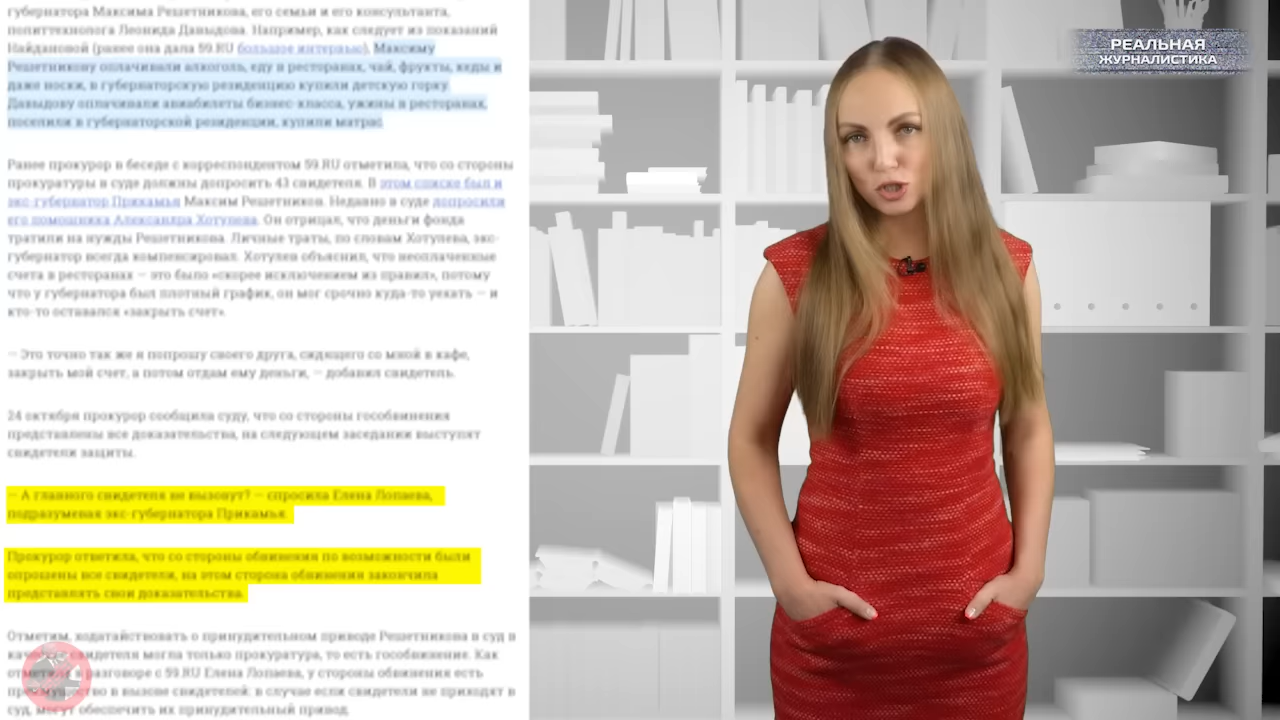 губернатора Максима Решетникова, его семьи и его консультанта,
политтехнолога Леонида Давыдова. Например, как следует из показаний
Найдановой (ранее она дала 59.RU большое интервью), Максиму
Решетникову оплачивали алкоголь, еду в ресторанах, чай, фрукты, кеды и
даже носки, в губернаторскую резиденцию купили детскую горку.
Давыдову оплачивали авиабилеты бизнес-класса, ужины в ресторанах,
поселили в губернаторской резиденции, купили матрас.
Ранее прокурор в беседе с корреспондентом 59.RU отметила, что со стороны
прокуратуры в суде должны допросить 43 свидетеля. В этом списке был и
экс-губернатор Прикамья Максим Решетников. Недавно в суде допросили
его помощника Александра Хотулева. Он отрицал, что деньги фонда
тратили на нужды Решетникова. Личные траты, по словам Хотулева, экс-
губернатор всегда компенсировал. Хотулев объяснил, что неоплаченные
счета в ресторанах — это было «скорее исключением из правил», потому
что у губернатора был плотный график, он мог срочно куда-то уехать — и
кто-то оставался «закрыть счет».
— Это точно так же я попрошу своего друга, сидящего со мной в кафе,
закрыть мой счет, а потом отдам ему деньги, — добавил свидетель.
24 октября прокурор сообщила суду, что со стороны гособвинения
представлены все доказательства, на следующем заседании выступят
свидетели защиты.
— А главного свидетеля не вызовут? — спросила Елена Лопаева,
подразумевая экс-губернатора Прикамья.
Прокурор ответила, что со стороны обвинения по возможности были
опрошены все свидетели, на этом сторона обвинения закончила
представлять свои доказательства.
Отметим, ходатайствовать о принудительном приводе Решетникова в суд в
качестве свидетеля могла только прокуратура, то есть гособвинение. Как
отметила в разговоре с 59.RU Елена Лопаева, у стороны обвинения есть
преимущество в вызове свидетелей: в случае если свидетели не приходят в
суд, могут обеспечить их принудительный привод.
РЕАЛЬНАЯ
ЖУРНАЛИСТИКА